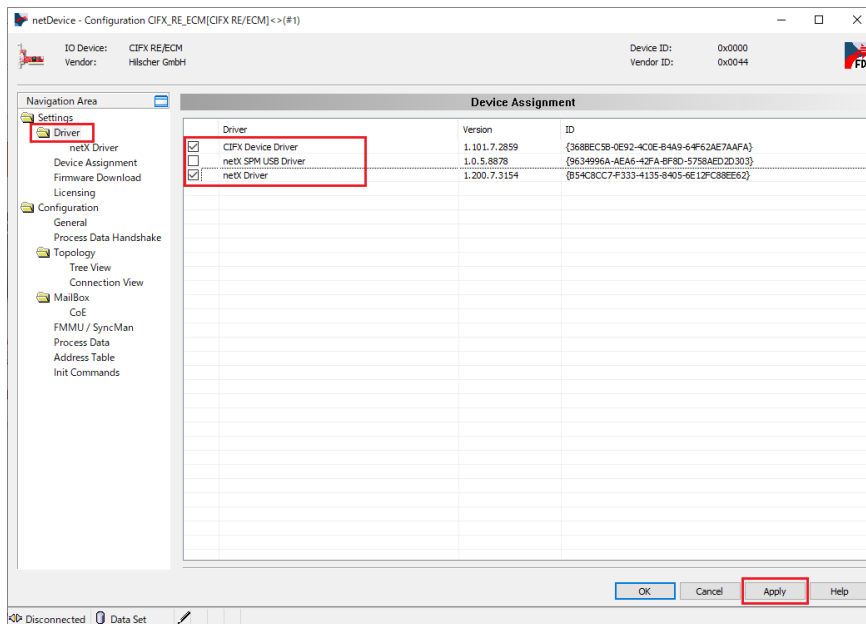 netDevice - Configuration CIFX_RE_ECM[CIFX RE/ECM]<>(#1)
IO Device: CIFX RE/ECM Device ID: 0x0000
Vendor: Hilscher GmbH Vendor ID: 0x0044
FD
Navigation Area
Device Assignment
Settings
Driver
netX Driver
Device Assignment
Firmware Download
Licensing
Configuration
General
Process Data Handshake
Topology
Tree View
Connection View
MailBox
CoE
FMMU / SyncMan
Process Data
Address Table
Init Commands
Driver Version ID
CIFX Device Driver 1.101.7.2859 {368BEC5B-0E92-4C0E-B4A9-64F62AE7AAFA}
netX SPM USB Driver 1.0.5.8878 {9634996A-AEA6-42FA-BF8D-5758AED2D303}
netX Driver 1.200.7.3154 {B54C8CC7-F333-4135-8405-6E12FC88EE62}
OK Cancel Apply Help
Disconnected Data Set